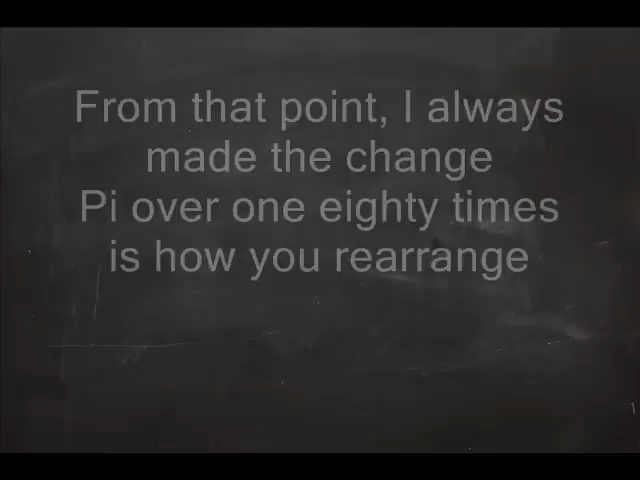 From that point, I always
made the change
Pi over one eighty times
is how you rearrange